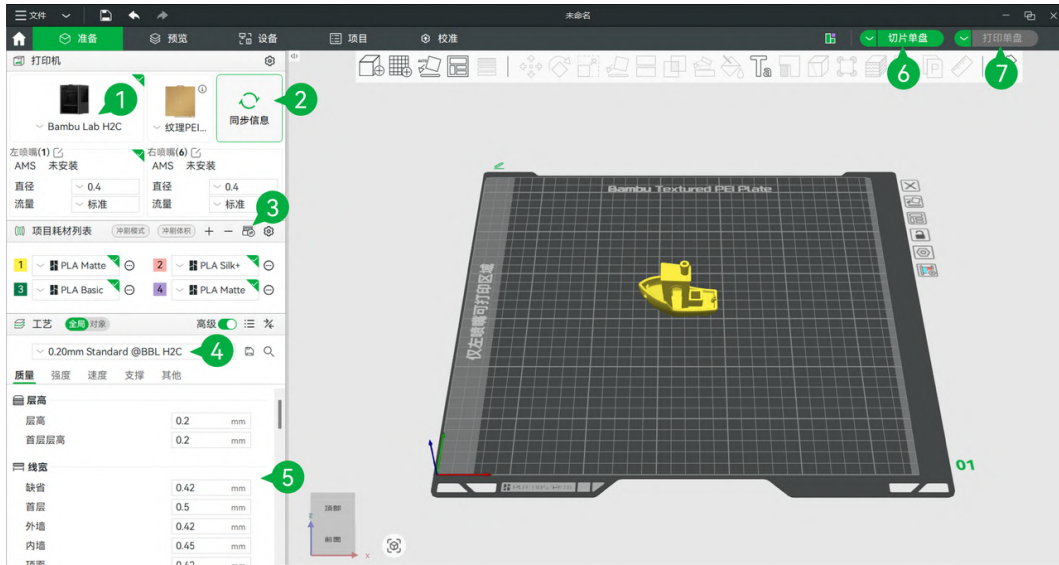 文件
未命名
准备
预览
设备
项目
校准
切片单盘
打印单盘
打印机
1
2
6
7
Bambu Lab H2C
纹理PEI...
同步信息
左喷嘴(1)
右喷嘴(6)
AMS 未安装
AMS 未安装
直径 0.4
直径 0.4
流量 标准
流量 标准
3
项目耗材列表
冲刷模式
冲刷体积
1 PLA Matte
2 PLA Silk+
3 PLA Basic
4 PLA Matte
工艺
全局
对象
高级
0.20mm Standard @BBL H2C
4
质量
强度
速度
支撑
其他
层高
层高 0.2 mm
首层层高 0.2 mm
线宽
5
缺省 0.42 mm
首层 0.5 mm
外墙 0.42 mm
内墙 0.45 mm
顶面 0.42 mm
Bambu Textured PEI Plate
仅左喷嘴可打印区域
01
顶部
前面
z
x